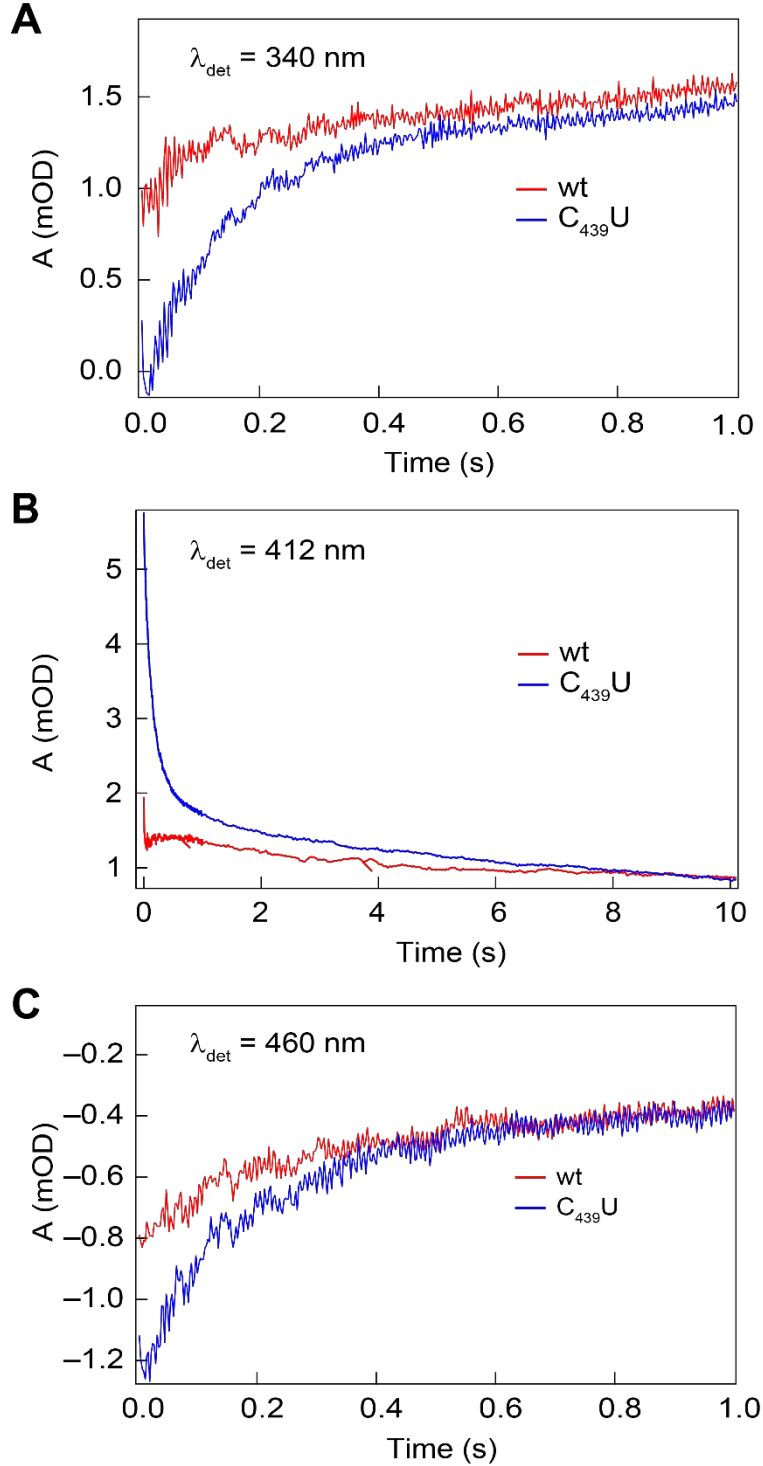 A
λdet = 340 nm
A (mOD)
1.5
1.0
0.5
0.0
wt
C439U
0.0 0.2 0.4 0.6 0.8 1.0
Time (s)
B
λdet = 412 nm
A (mOD)
5
4
3
2
1
wt
C439U
0 2 4 6 8 10
Time (s)
C
λdet = 460 nm
A (mOD)
–0.2
–0.4
–0.6
–0.8
–1.0
–1.2
wt
C439U
0.0 0.2 0.4 0.6 0.8 1.0
Time (s)